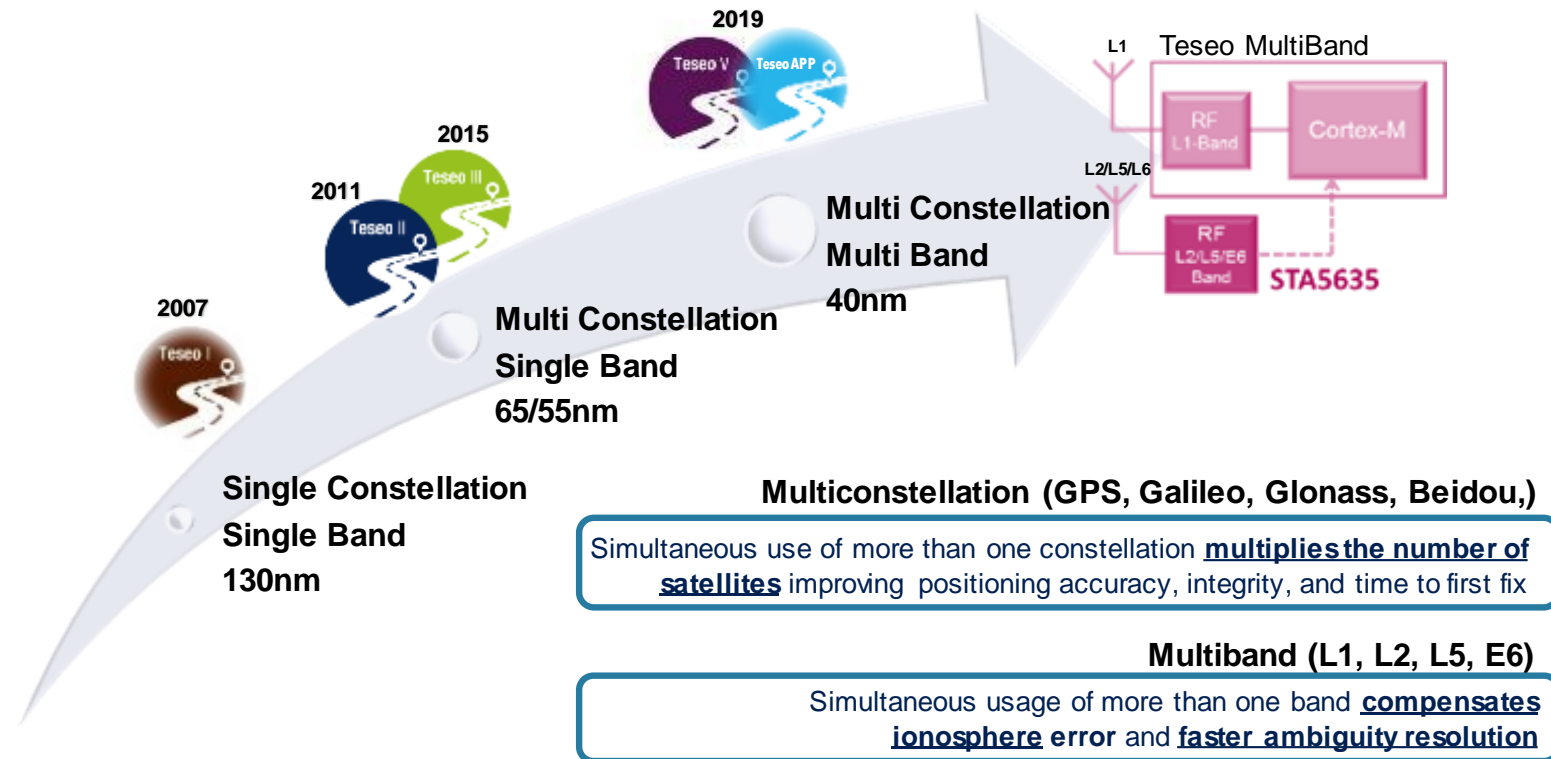 2019
Teseo V
Teseo APP
L1
Teseo MultiBand
RF
L1-Band
Cortex-M
2015
Teseo III
2011
Teseo II
L2/L5/L6
RF
L2/L5/E6
Band
STA5635
Multi Constellation
Multi Band
40nm
2007
Teseo I
Multi Constellation
Single Band
65/55nm
Single Constellation
Single Band
130nm
Multiconstellation (GPS, Galileo, Glonass, Beidou,)
Simultaneous use of more than one constellation multiplies the number of
satellites improving positioning accuracy, integrity, and time to first fix
Multiband (L1, L2, L5, E6)
Simultaneous usage of more than one band compensates
ionosphere error and faster ambiguity resolution